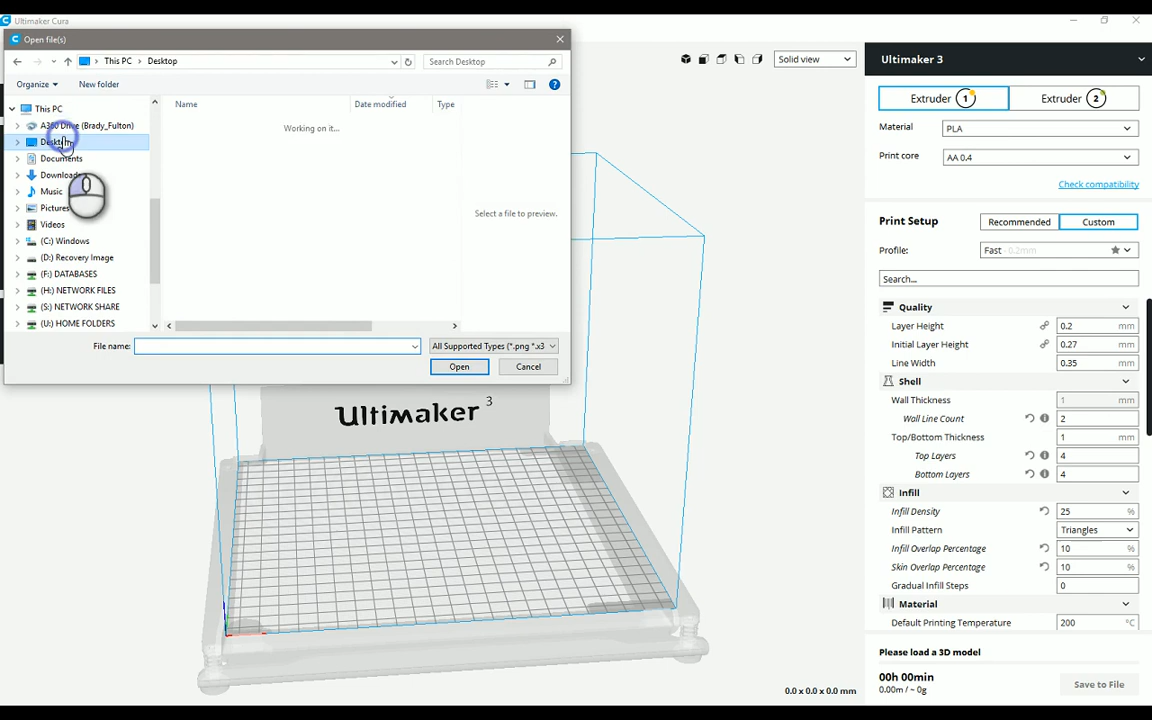 Ultimaker Cura
Open file(s)
This PC > Desktop
Search Desktop
Organize
New folder
Name
Date modified
Type
This PC
A360 Drive (Brady_Fulton)
Desktop
Documents
Downloads
Music
Pictures
Videos
(C:) Windows
(D:) Recovery Image
(F:) DATABASES
(H:) NETWORK FILES
(S:) NETWORK SHARE
(U:) HOME FOLDERS
Working on it...
Select a file to preview.
File name:
All Supported Types (*.png *.x3
Open
Cancel
Solid view
Ultimaker 3
0.0 x 0.0 x 0.0 mm
Ultimaker 3
Extruder 1
Extruder 2
Material PLA
Print core AA 0.4
Check compatibility
Print Setup Recommended Custom
Profile: Fast - 0.2mm
Search...
Quality
Layer Height 0.2 mm
Initial Layer Height 0.27 mm
Line Width 0.35 mm
Shell
Wall Thickness 1 mm
Wall Line Count 2
Top/Bottom Thickness 1 mm
Top Layers 4
Bottom Layers 4
Infill
Infill Density 25 %
Infill Pattern Triangles
Infill Overlap Percentage 10 %
Skin Overlap Percentage 10 %
Gradual Infill Steps 0
Material
Default Printing Temperature 200 °C
Please load a 3D model
00h 00min
0.00m / ~ 0g
Save to File